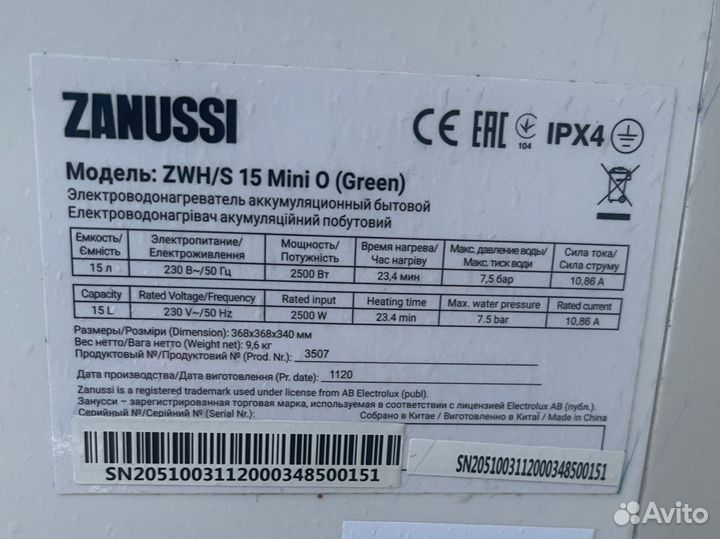 ZANUSSI
CE EAC 104 IPX4
Модель: ZWH/S 15 Mini O (Green)
Электроводонагреватель аккумуляционный бытовой
Електроводонагрівач акумуляційний побутовий
Емкость/ Электропитание/ Мощность/ Время нагрева/ Макс. давление воды/ Сила тока/
Ємність Електроживлення Потужність Час нагріву Макс. тиск води Сила струму
15 л 230 В~/50 Гц 2500 Вт 23,4 мин 7,5 бар 10,86 А
Capacity Rated Voltage/Frequency Rated input Heating time Max. water pressure Rated current
15 L 230 V~/50 Hz 2500 W 23.4 min 7.5 bar 10,86 A
Размеры/Розміри (Dimension): 368x368x340 мм
Вес нетто/Вага нетто (Weight net): 9,6 кг
Продуктовый №/Продуктовий № (Prod. Nr.): 3507
Дата производства/Дата виготовлення (Pr. date): 1120
Zanussi is a registered trademark used under license from AB Electrolux (publ).
Занусси – зарегистрированная торговая марка, используемая в соответствии с лицензией Electrolux AB (публ.).
Серийный №/Серійний № (Serial Nr.) Собрано в Китае / Виготовлено в Китаї / Made in China
SN2051003112000348500151
SN2051003112000348500151
Avito